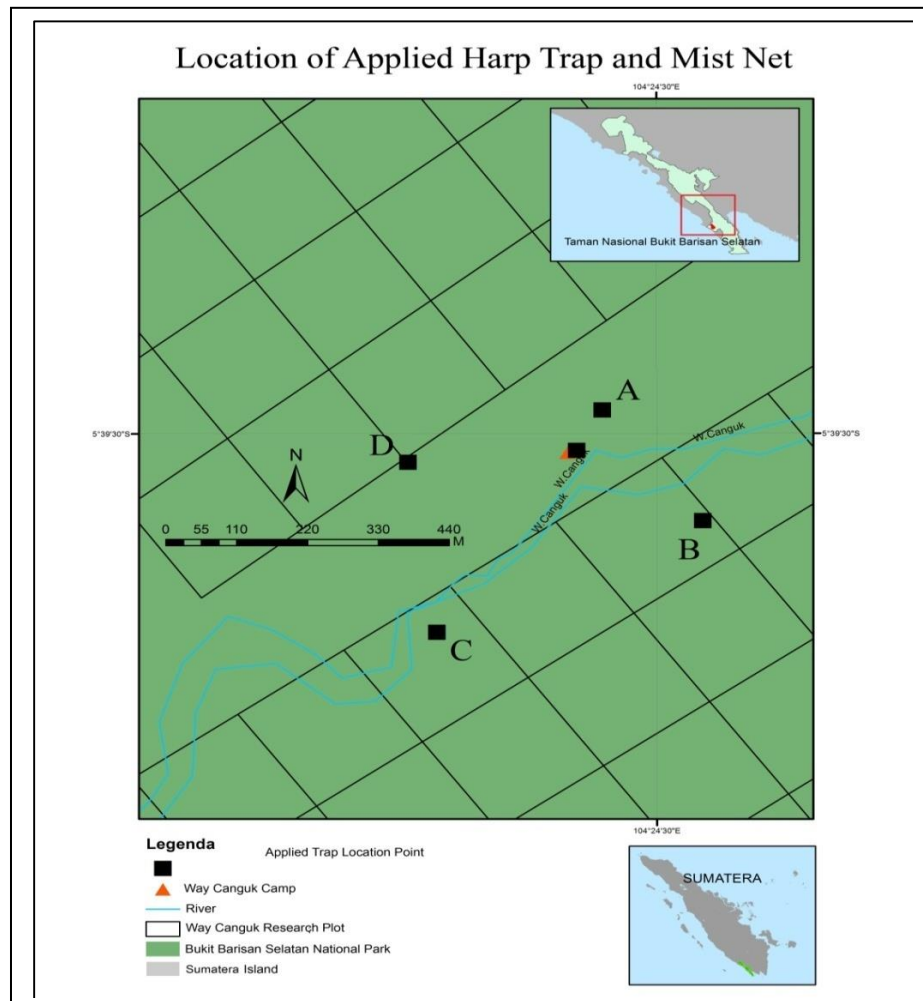 Location of Applied Harp Trap and Mist Net
104°24'30"E
Taman Nasional Bukit Barisan Selatan
A
5°39'30"S
5°39'30"S
W.Canguk
D
W.Canguk
N
W.Canguk
B
0 55 110 220 330 440
M
C
104°24'30"E
Legenda
Applied Trap Location Point
Way Canguk Camp
River
Way Canguk Research Plot
Bukit Barisan Selatan National Park
Sumatera Island
SUMATERA